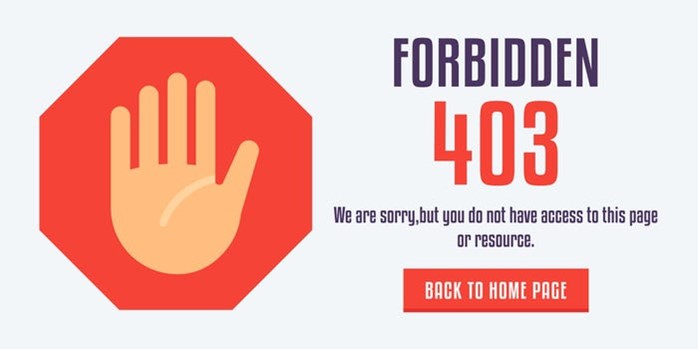 FORBIDDEN
403
We are sorry,but you do not have access to this page
or resource.
BACK TO HOME PAGE